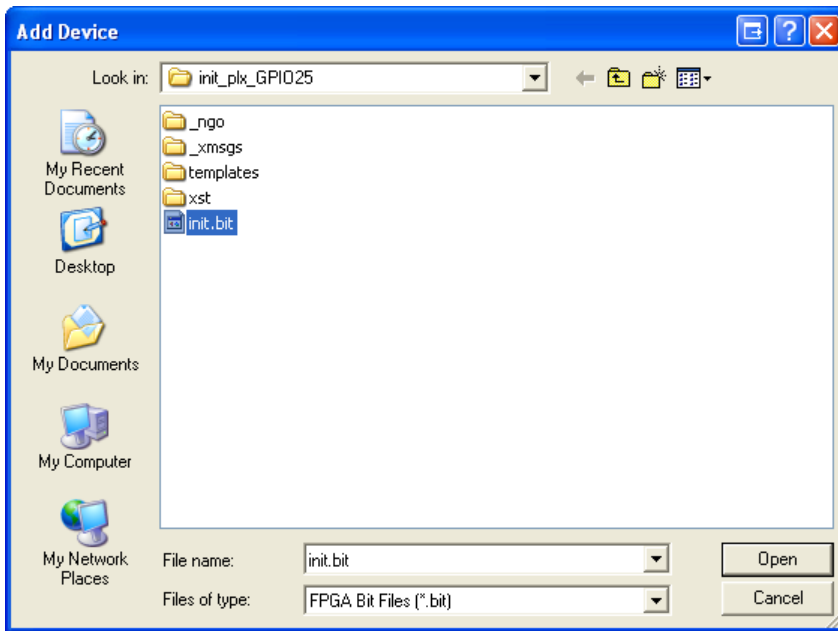 Add Device
Look in:
init_plx_GPIO25
My Recent
Documents
Desktop
My Documents
My Computer
My Network
Places
_ngo
_xmsgs
templates
xst
init.bit
File name:
init.bit
Open
Files of type:
FPGA Bit Files (*.bit)
Cancel